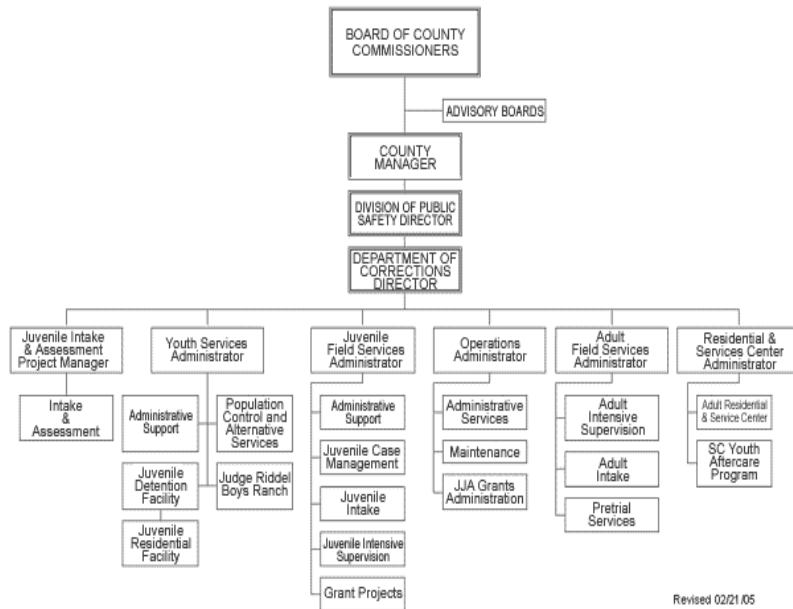 BOARD OF COUNTY
COMMISSIONERS
ADVISORY BOARDS
COUNTY
MANAGER
DIVISION OF PUBLIC
SAFETY DIRECTOR
DEPARTMENT OF
CORRECTIONS
DIRECTOR
Juvenile Intake
& Assessment
Project Manager
Intake
&
Assessment
Youth Services
Administrator
Administrative
Support
Population
Control and
Alternative
Services
Juvenile
Detention
Facility
Judge Riddel
Boys Ranch
Juvenile
Residential
Facility
Juvenile
Field Services
Administrator
Administrative
Support
Juvenile Case
Management
Juvenile
Intake
Juvenile Intensive
Supervision
Grant Projects
Operations
Administrator
Administrative
Services
Maintenance
JJA Grants
Administration
Adult
Field Services
Administrator
Adult
Intensive
Supervision
Adult
Intake
Pretrial
Services
Residential &
Services Center
Administrator
Adult Residential
& Service Center
SC Youth
Aftercare
Program
Revised 02/21/05